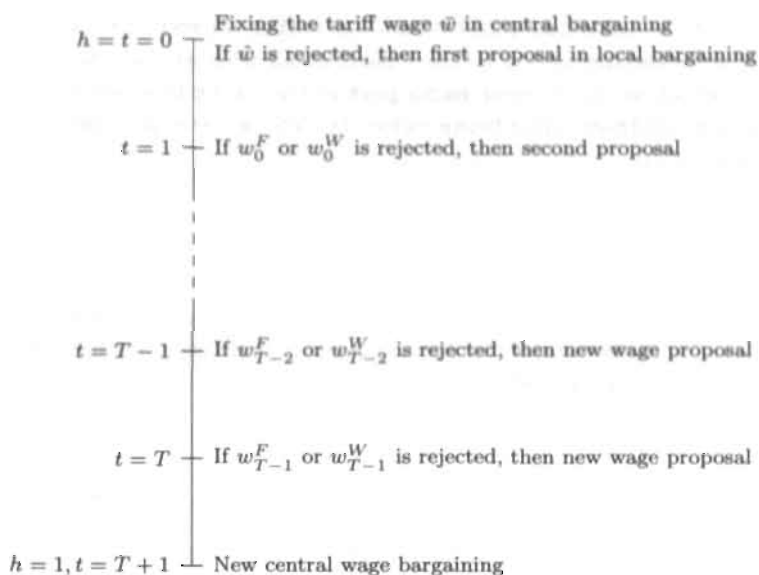 Fixing the tariff wage w̄ in central bargaining
h = t = 0 If w̄ is rejected, then first proposal in local bargaining
t = 1 If w_0^F or w_0^W is rejected, then second proposal
t = T − 1 If w_{T−2}^F or w_{T−2}^W is rejected, then new wage proposal
t = T If w_{T−1}^F or w_{T−1}^W is rejected, then new wage proposal
h = 1, t = T + 1 New central wage bargaining